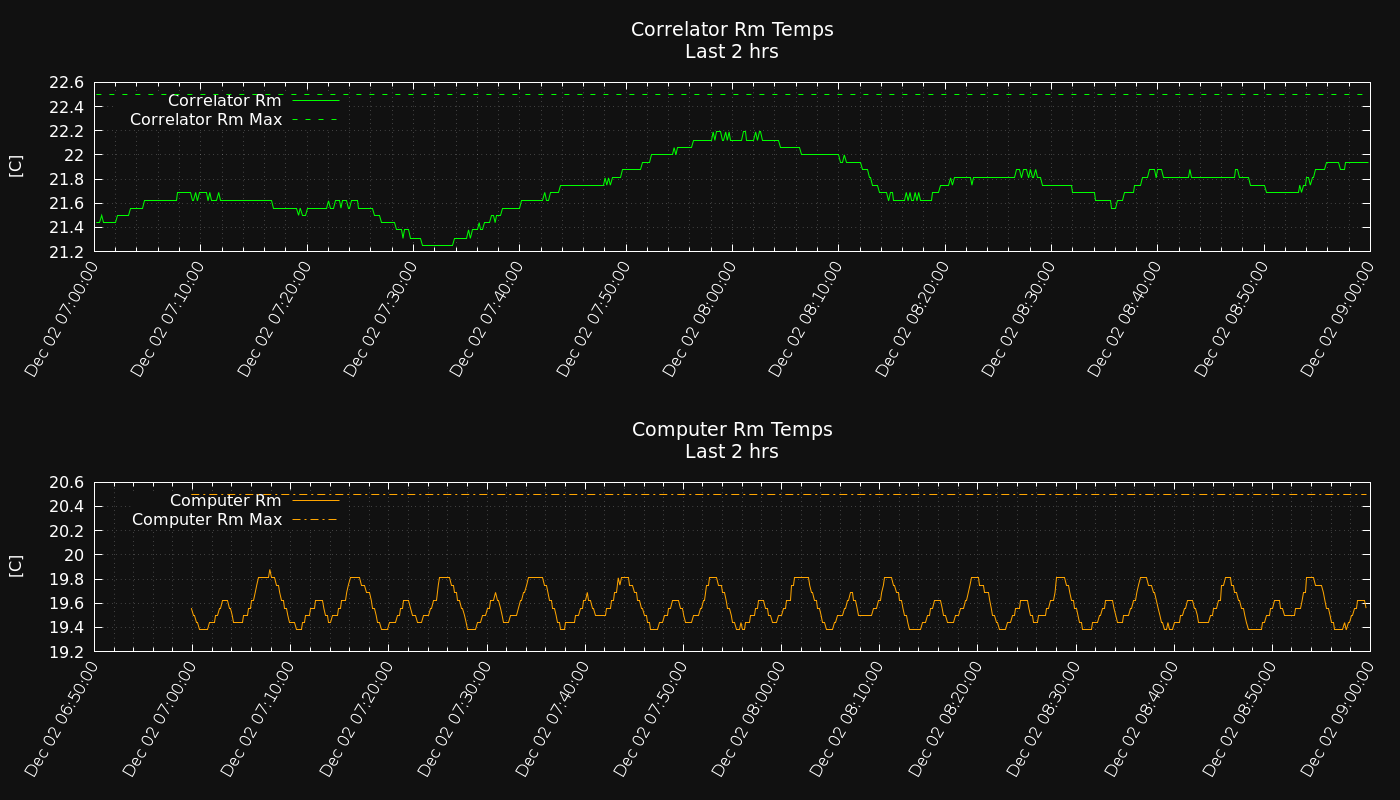 Correlator Rm Temps
Last 2 hrs
22.6
22.4
22.2
22
21.8
21.6
21.4
21.2
[C]
Correlator Rm
Correlator Rm Max
Dec 02 07:00:00
Dec 02 07:10:00
Dec 02 07:20:00
Dec 02 07:30:00
Dec 02 07:40:00
Dec 02 07:50:00
Dec 02 08:00:00
Dec 02 08:10:00
Dec 02 08:20:00
Dec 02 08:30:00
Dec 02 08:40:00
Dec 02 08:50:00
Dec 02 09:00:00
Computer Rm Temps
Last 2 hrs
20.6
20.4
20.2
20
19.8
19.6
19.4
19.2
[C]
Computer Rm
Computer Rm Max
Dec 02 06:50:00
Dec 02 07:00:00
Dec 02 07:10:00
Dec 02 07:20:00
Dec 02 07:30:00
Dec 02 07:40:00
Dec 02 07:50:00
Dec 02 08:00:00
Dec 02 08:10:00
Dec 02 08:20:00
Dec 02 08:30:00
Dec 02 08:40:00
Dec 02 08:50:00
Dec 02 09:00:00